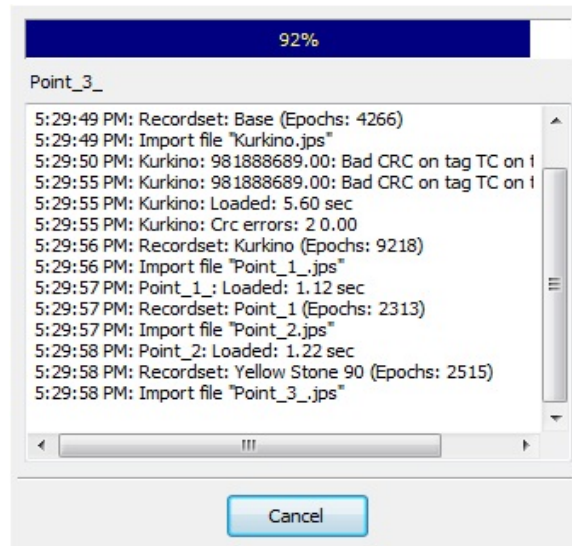 92%
Point_3_
5:29:49 PM: Recordset: Base (Epochs: 4266)
5:29:49 PM: Import file "Kurkino.jps"
5:29:50 PM: Kurkino: 981888689.00: Bad CRC on tag TC on t
5:29:55 PM: Kurkino: 981888689.00: Bad CRC on tag TC on t
5:29:55 PM: Kurkino: Loaded: 5.60 sec
5:29:55 PM: Kurkino: Crc errors: 2 0.00
5:29:56 PM: Recordset: Kurkino (Epochs: 9218)
5:29:56 PM: Import file "Point_1_.jps"
5:29:57 PM: Point_1_: Loaded: 1.12 sec
5:29:57 PM: Recordset: Point_1 (Epochs: 2313)
5:29:57 PM: Import file "Point_2.jps"
5:29:58 PM: Point_2: Loaded: 1.22 sec
5:29:58 PM: Recordset: Yellow Stone 90 (Epochs: 2515)
5:29:58 PM: Import file "Point_3_.jps"
Cancel